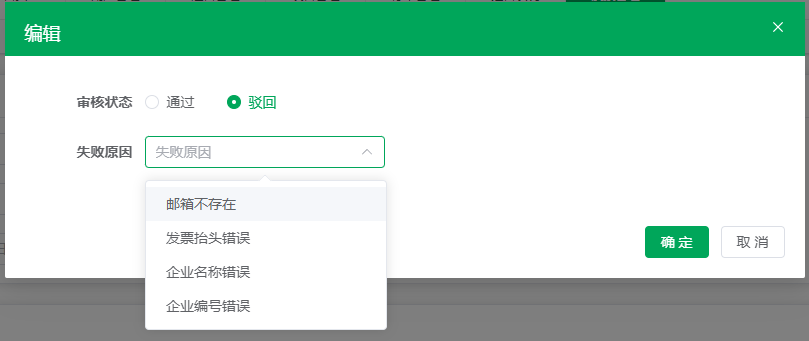 编辑
审核状态 通过 驳回
失败原因 失败原因
邮箱不存在
发票抬头错误
企业名称错误
企业编号错误
确定 取消